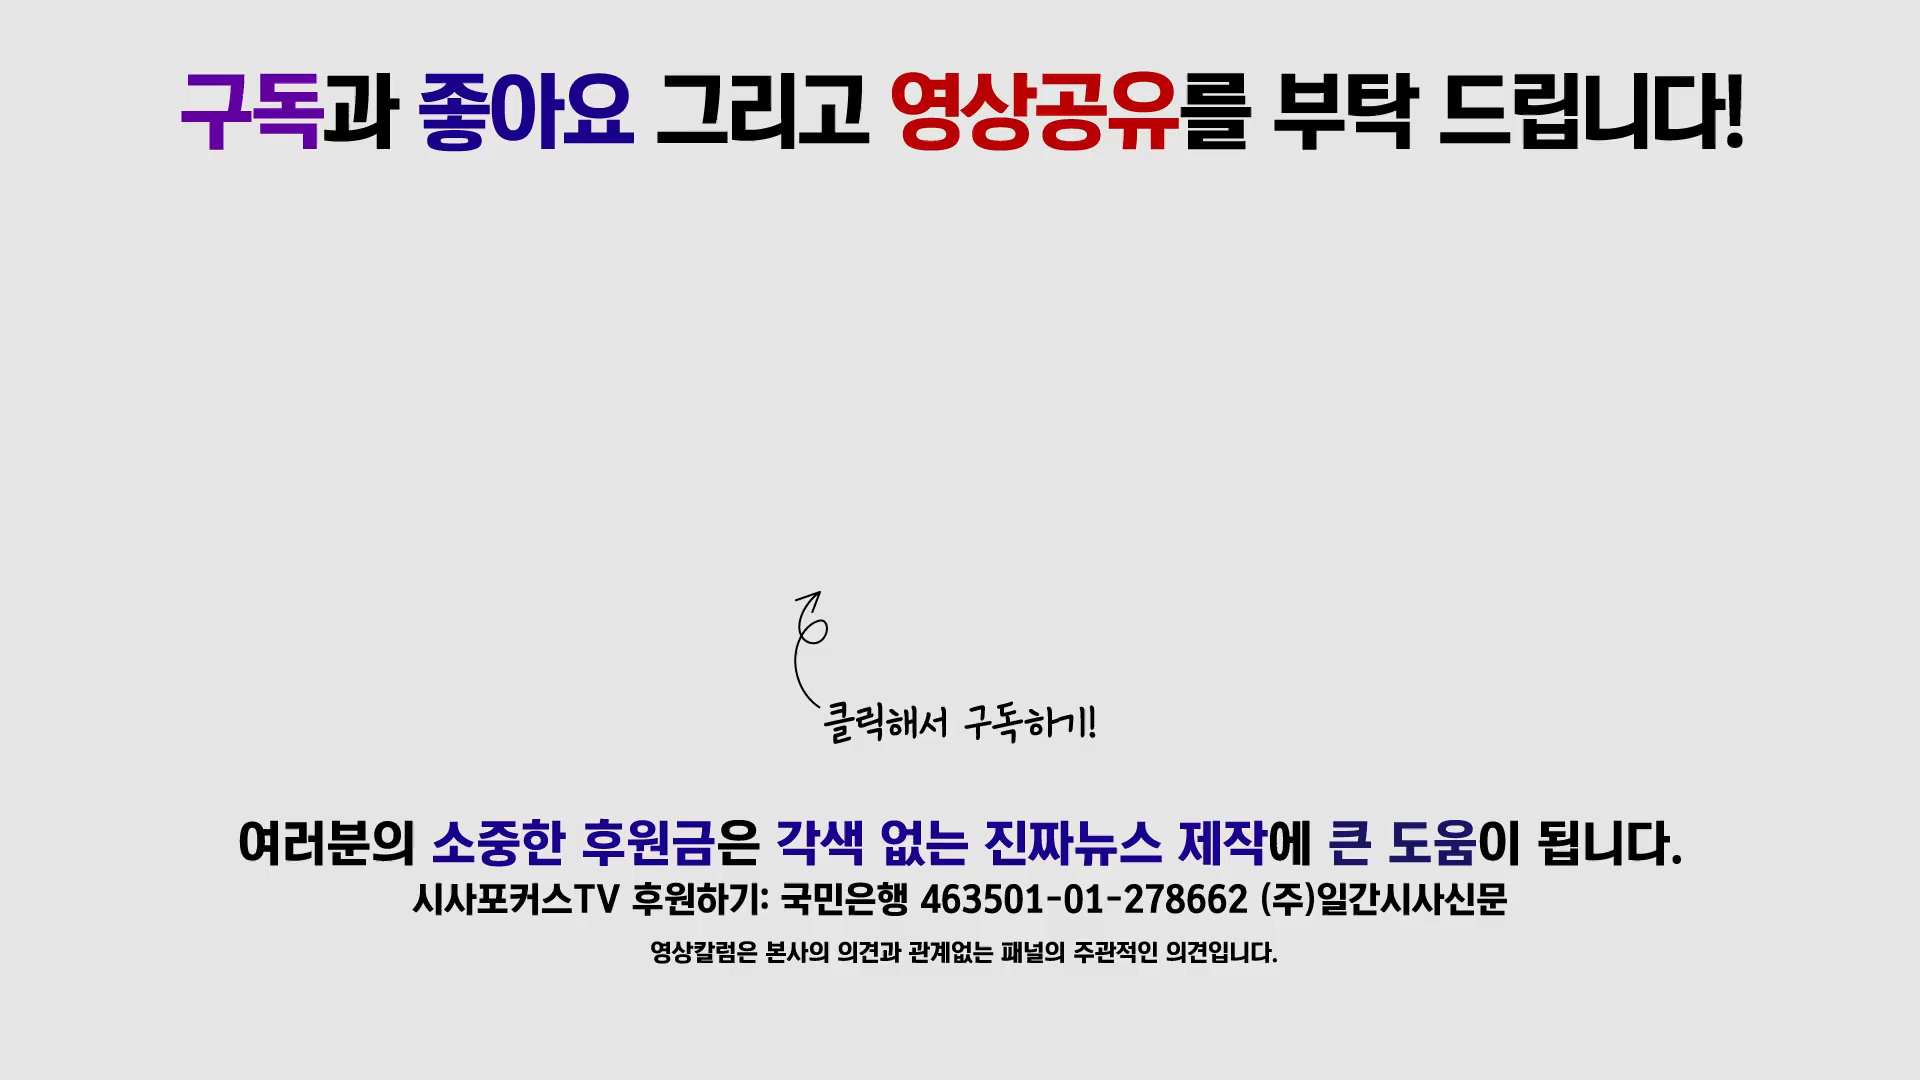 구독과 좋아요 그리고 영상공유를 부탁 드립니다!
클릭해서 구독하기!
여러분의 소중한 후원금은 각색 없는 진짜뉴스 제작에 큰 도움이 됩니다.
시사포커스TV 후원하기: 국민은행 463501-01-278662 (주)일간시사신문
영상칼럼은 본사의 의견과 관계없는 패널의 주관적인 의견입니다.